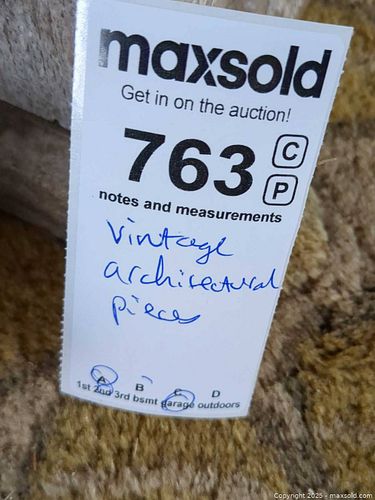 maxsold
Get in on the auction!
763 C
P
notes and measurements
vintage
architectural
pieces
A B C D
1st 2nd 3rd bsmt garage outdoors
Copyright 2025 - maxsold.com